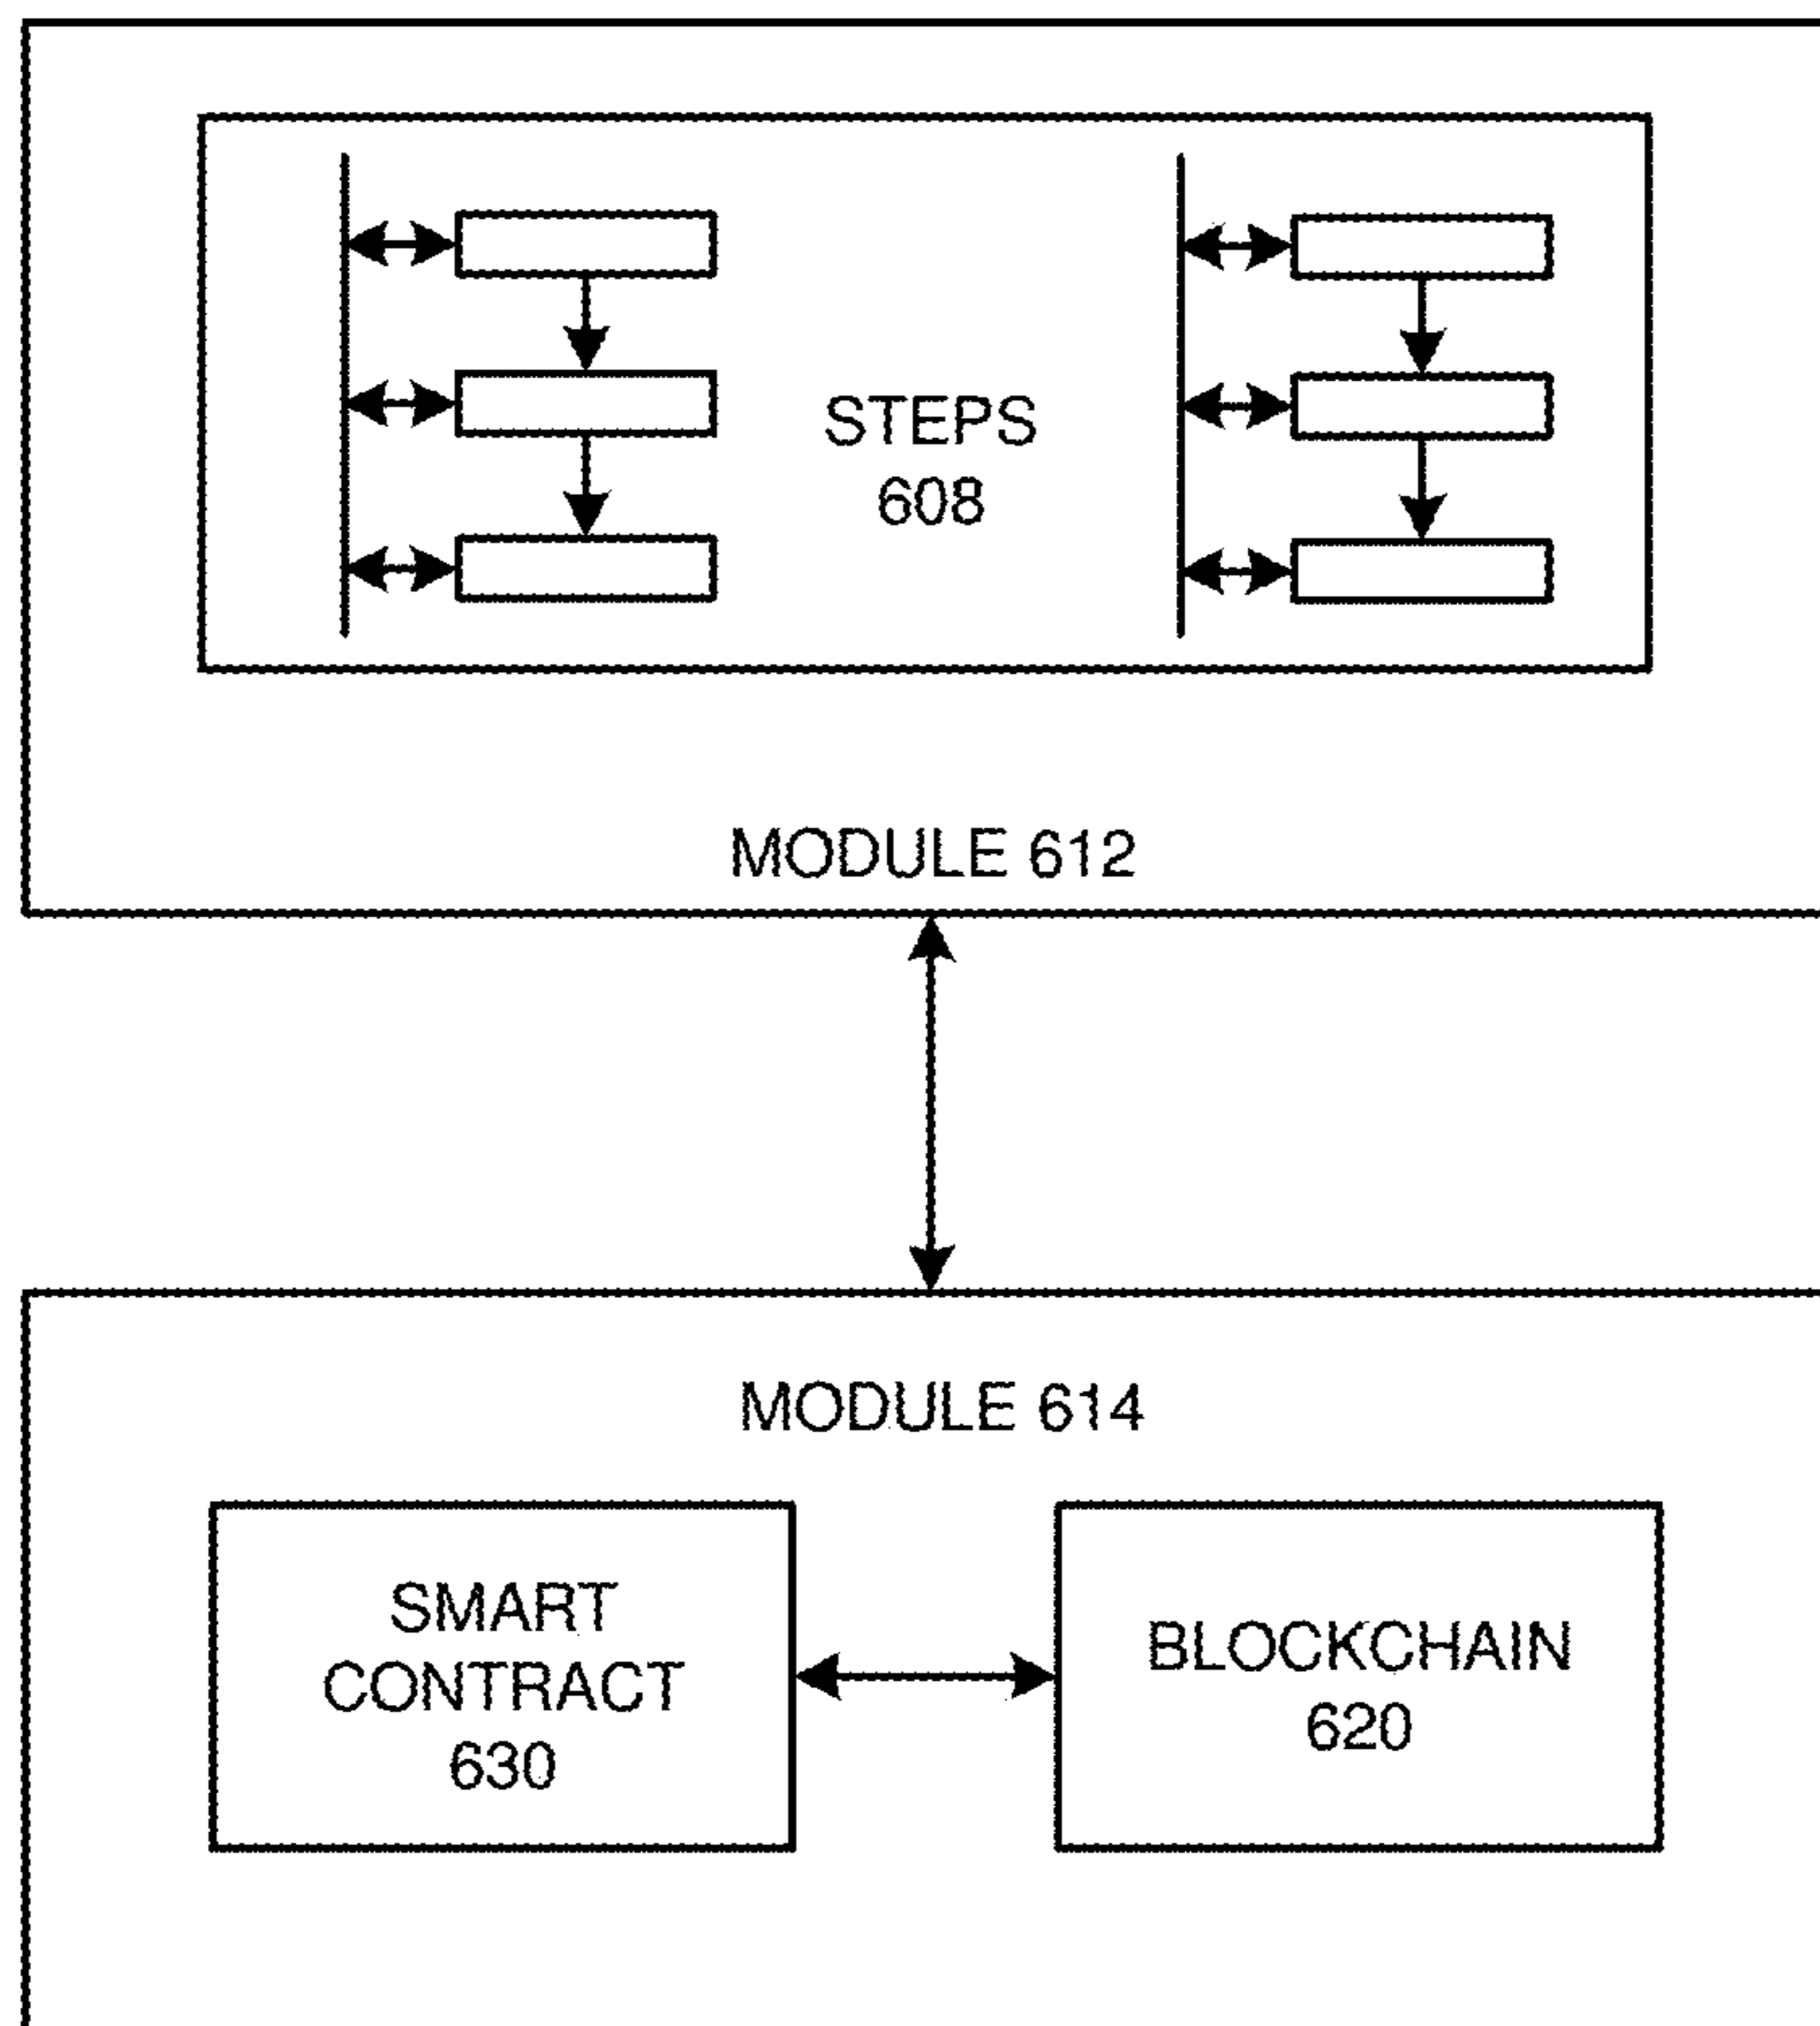 STEPS
608
MODULE 612
MODULE 614
SMART
CONTRACT
630
BLOCKCHAIN
620